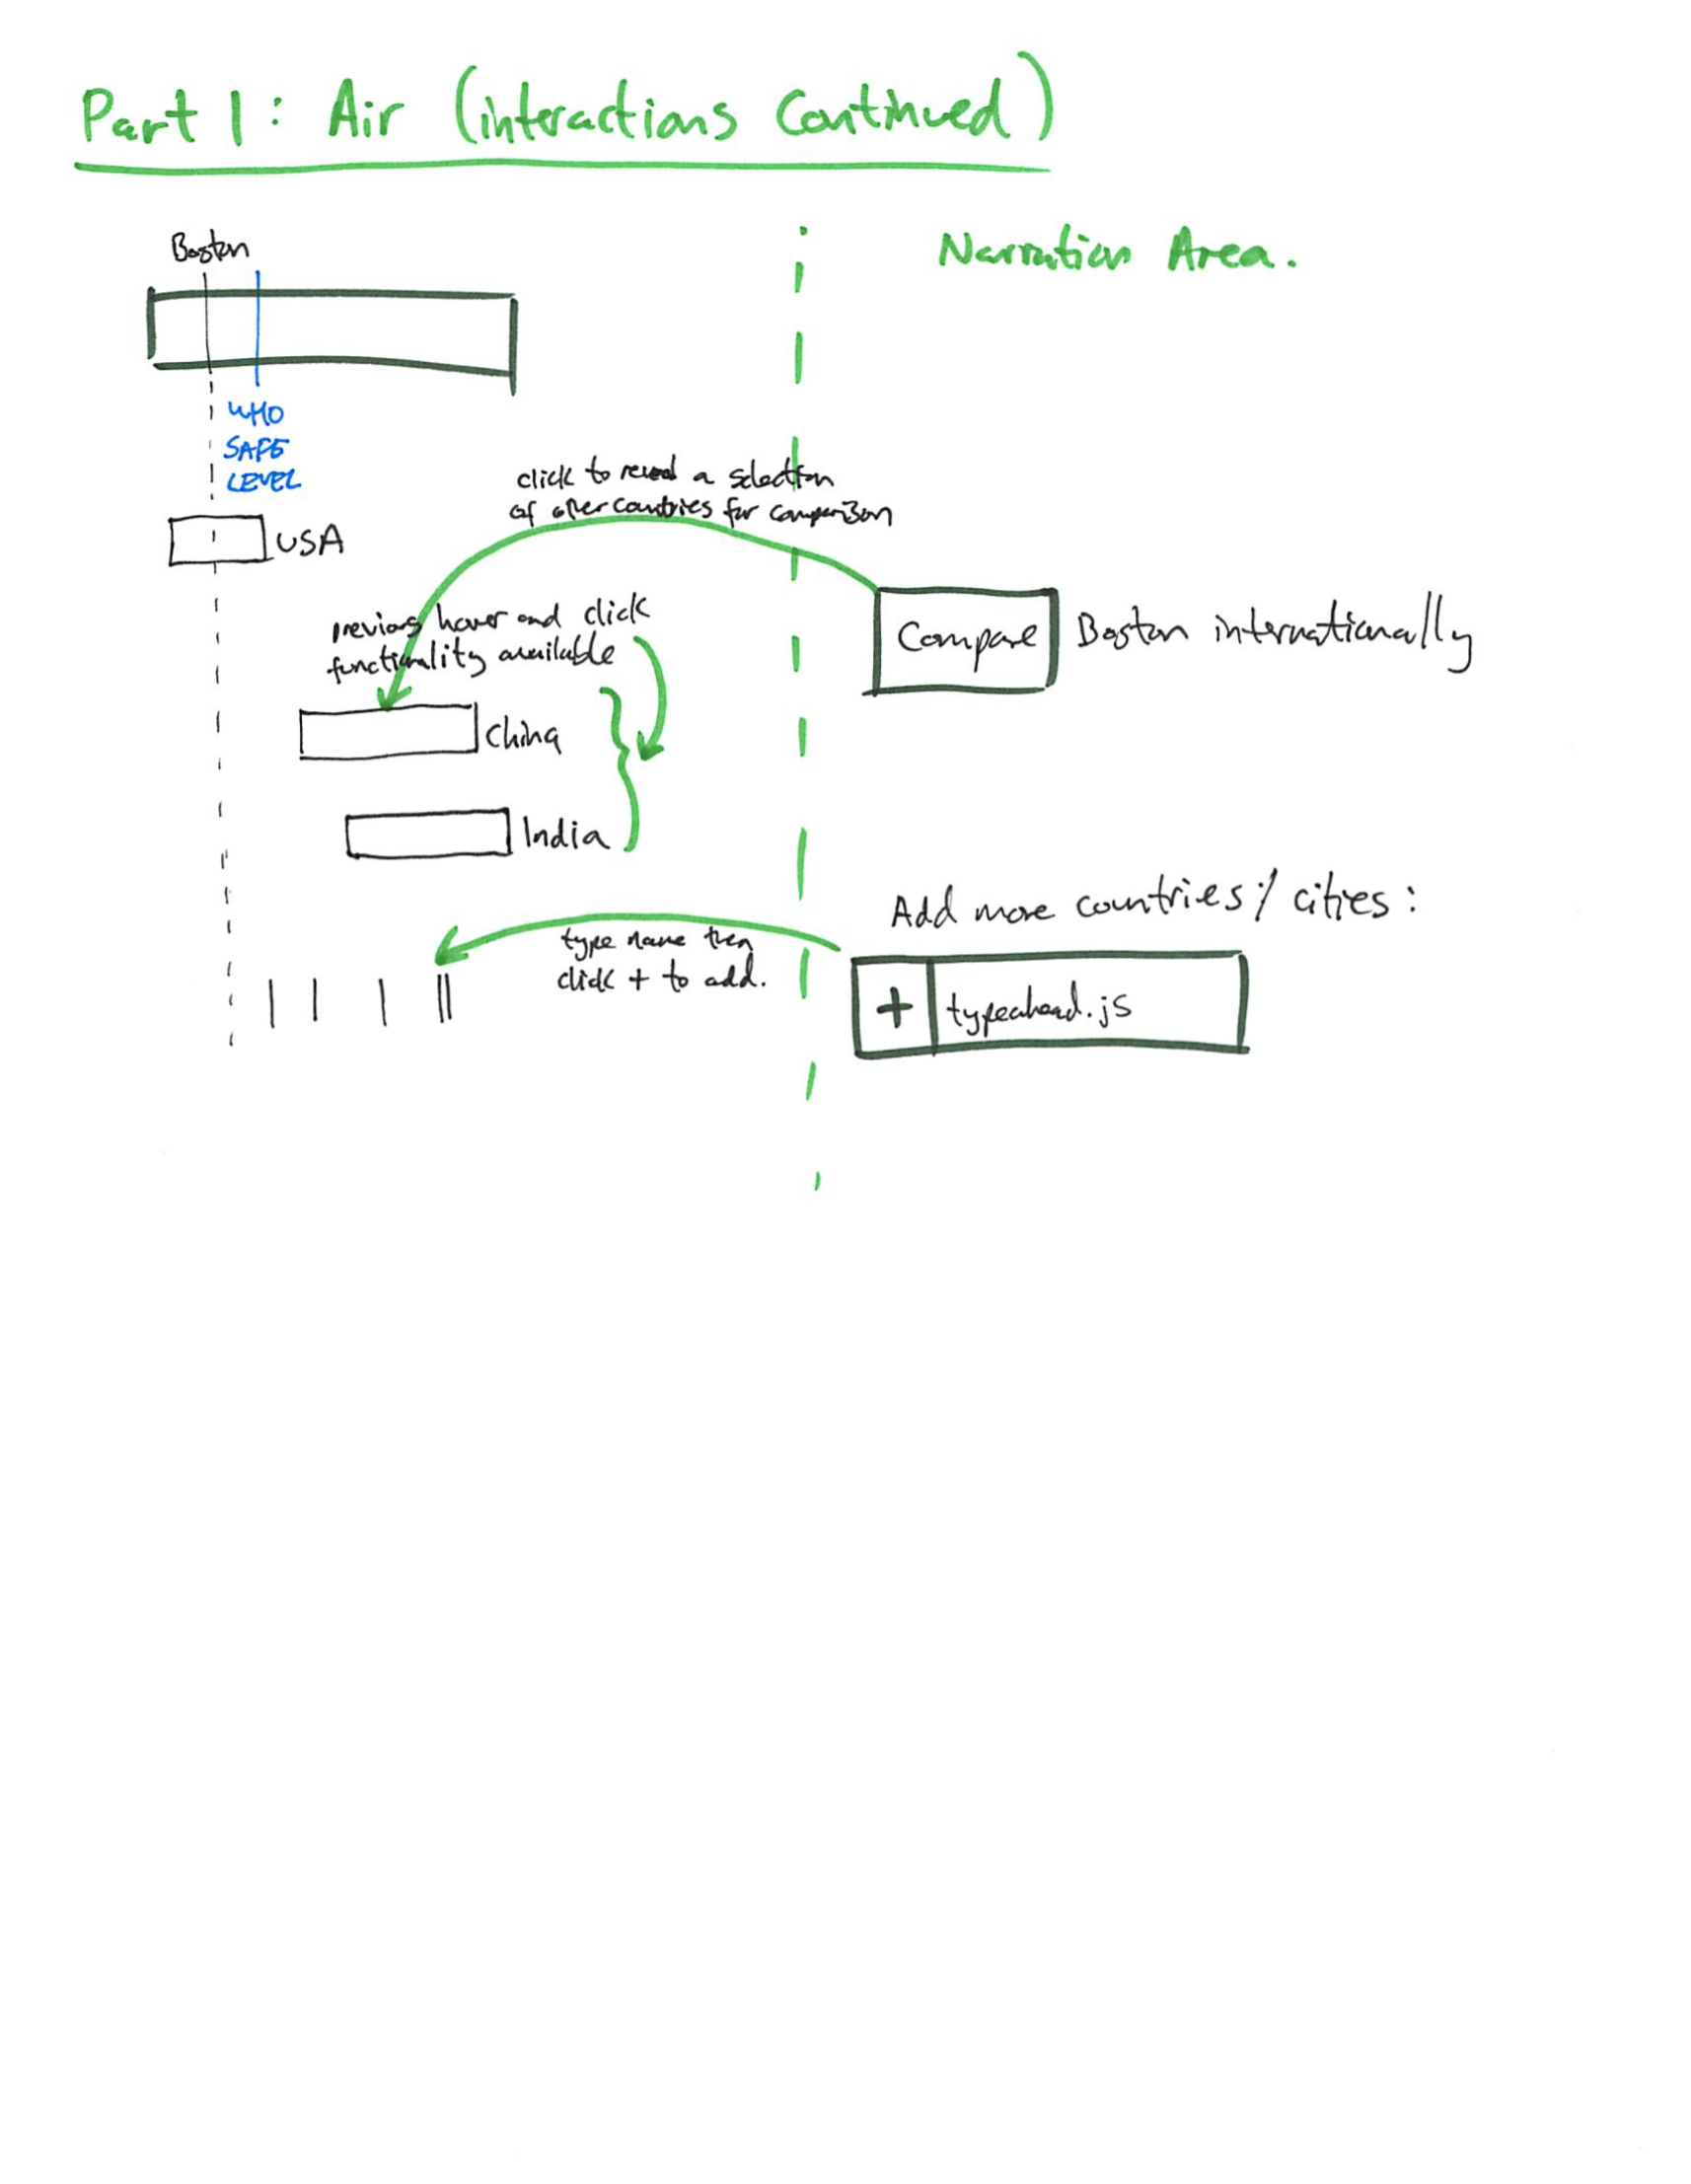 Part 1: Air (interactions Continued)
Boston
Narration Area.
WHO
SAFE
LEVEL
click to reveal a selection
of other countries for comparison
USA
previous hover and click
functionality available
Compare Boston internationally
China
India
Add more countries / cities:
type name then
click + to add.
+ typeahead.js